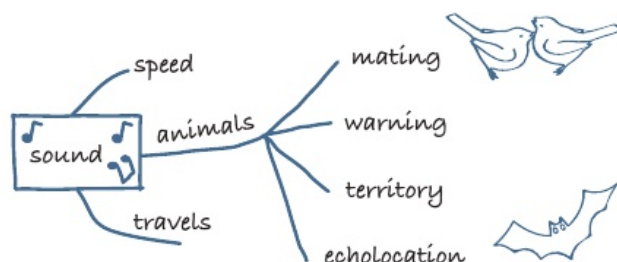 speed
sound
animals
travels
mating
warning
territory
echolocation